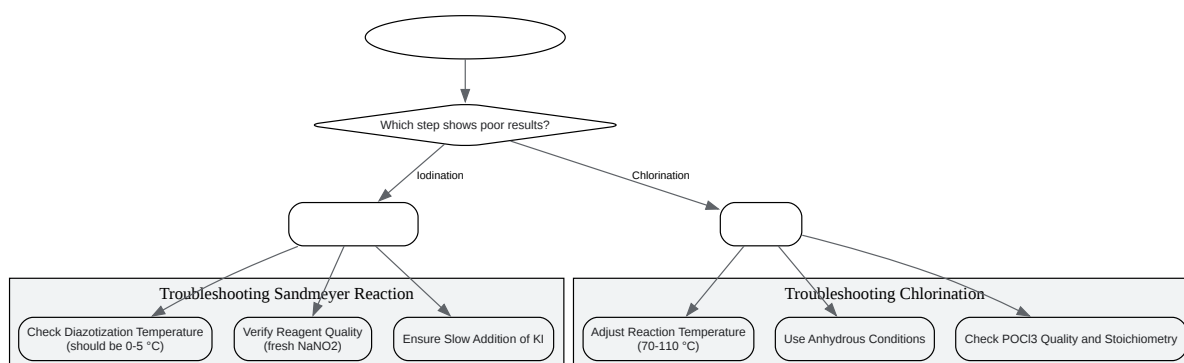 Which step shows poor results?
Iodination
Chlorination
Troubleshooting Sandmeyer Reaction
Troubleshooting Chlorination
Check Diazotization Temperature
(should be 0-5 °C)
Verify Reagent Quality
(fresh NaNO2)
Ensure Slow Addition of KI
Adjust Reaction Temperature
(70-110 °C)
Use Anhydrous Conditions
Check POCl3 Quality and Stoichiometry